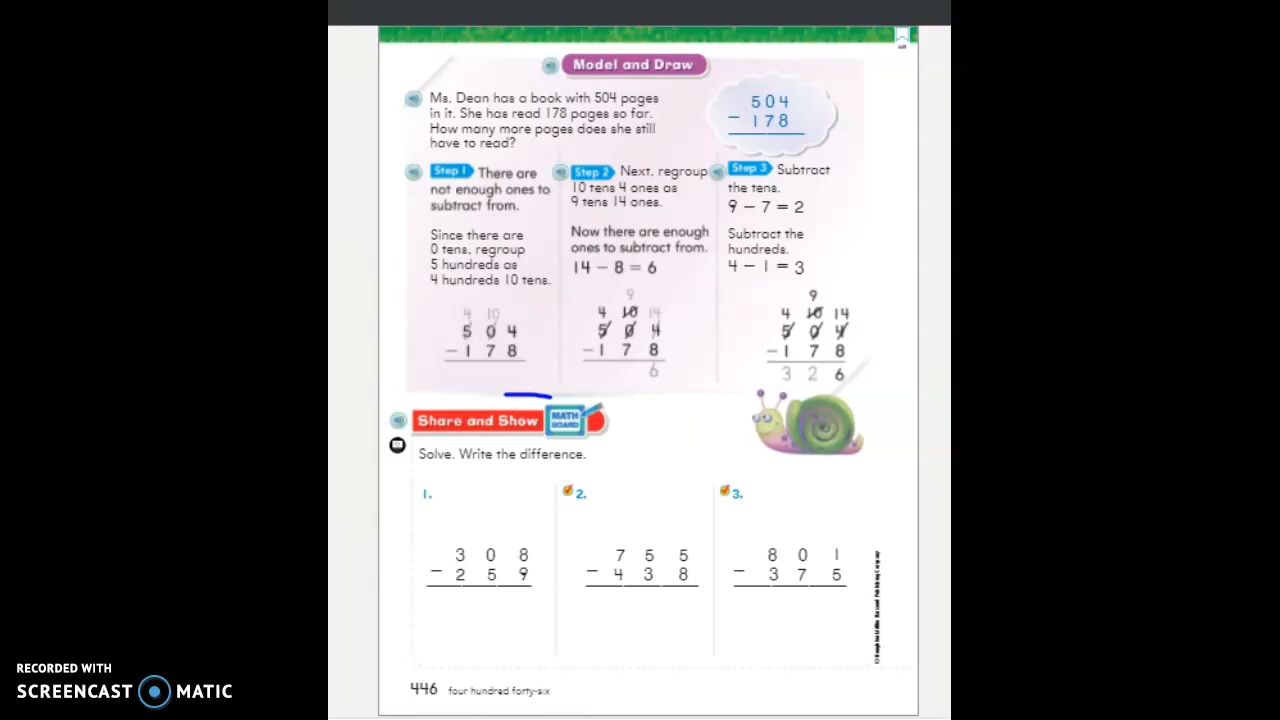 Model and Draw
Ms. Dean has a book with 504 pages
in it. She has read 178 pages so far.
How many more pages does she still
have to read?
504
− 178
Step 1 There are
not enough ones to
subtract from.
Since there are
0 tens, regroup
5 hundreds as
4 hundreds 10 tens.
4 10
5 0 4
− 1 7 8
Step 2 Next, regroup
10 tens 4 ones as
9 tens 14 ones.
Now there are enough
ones to subtract from.
14 − 8 = 6
9
4 10 14
5 0 4
− 1 7 8
6
Step 3 Subtract
the tens.
9 − 7 = 2
Subtract the
hundreds.
4 − 1 = 3
9
4 10 14
5 0 4
− 1 7 8
3 2 6
Share and Show MATH
BOARD
Solve. Write the difference.
1.
3 0 8
− 2 5 9
2.
7 5 5
− 4 3 8
3.
8 0 1
− 3 7 5
446 four hundred forty-six
RECORDED WITH
SCREENCAST MATIC